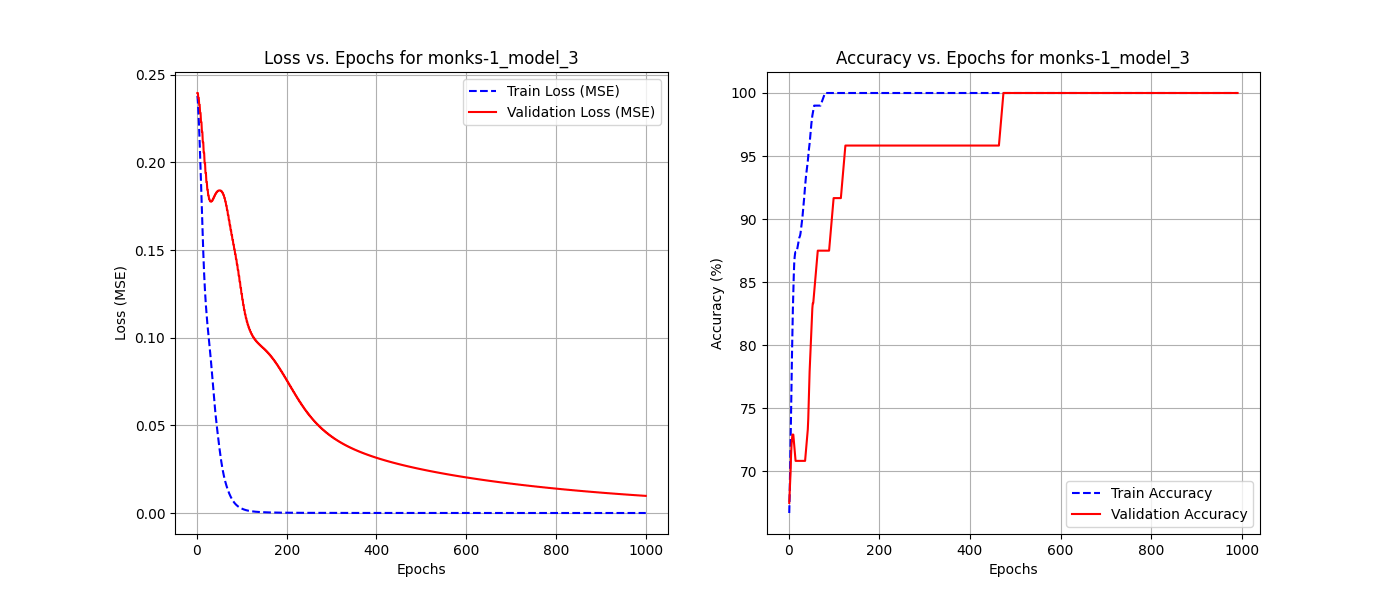 Loss vs. Epochs for monks-1_model_3
Train Loss (MSE)
Validation Loss (MSE)
Loss (MSE)
0.25
0.20
0.15
0.10
0.05
0.00
0 200 400 600 800 1000
Epochs
Accuracy vs. Epochs for monks-1_model_3
Accuracy (%)
100
95
90
85
80
75
70
Train Accuracy
Validation Accuracy
0 200 400 600 800 1000
Epochs